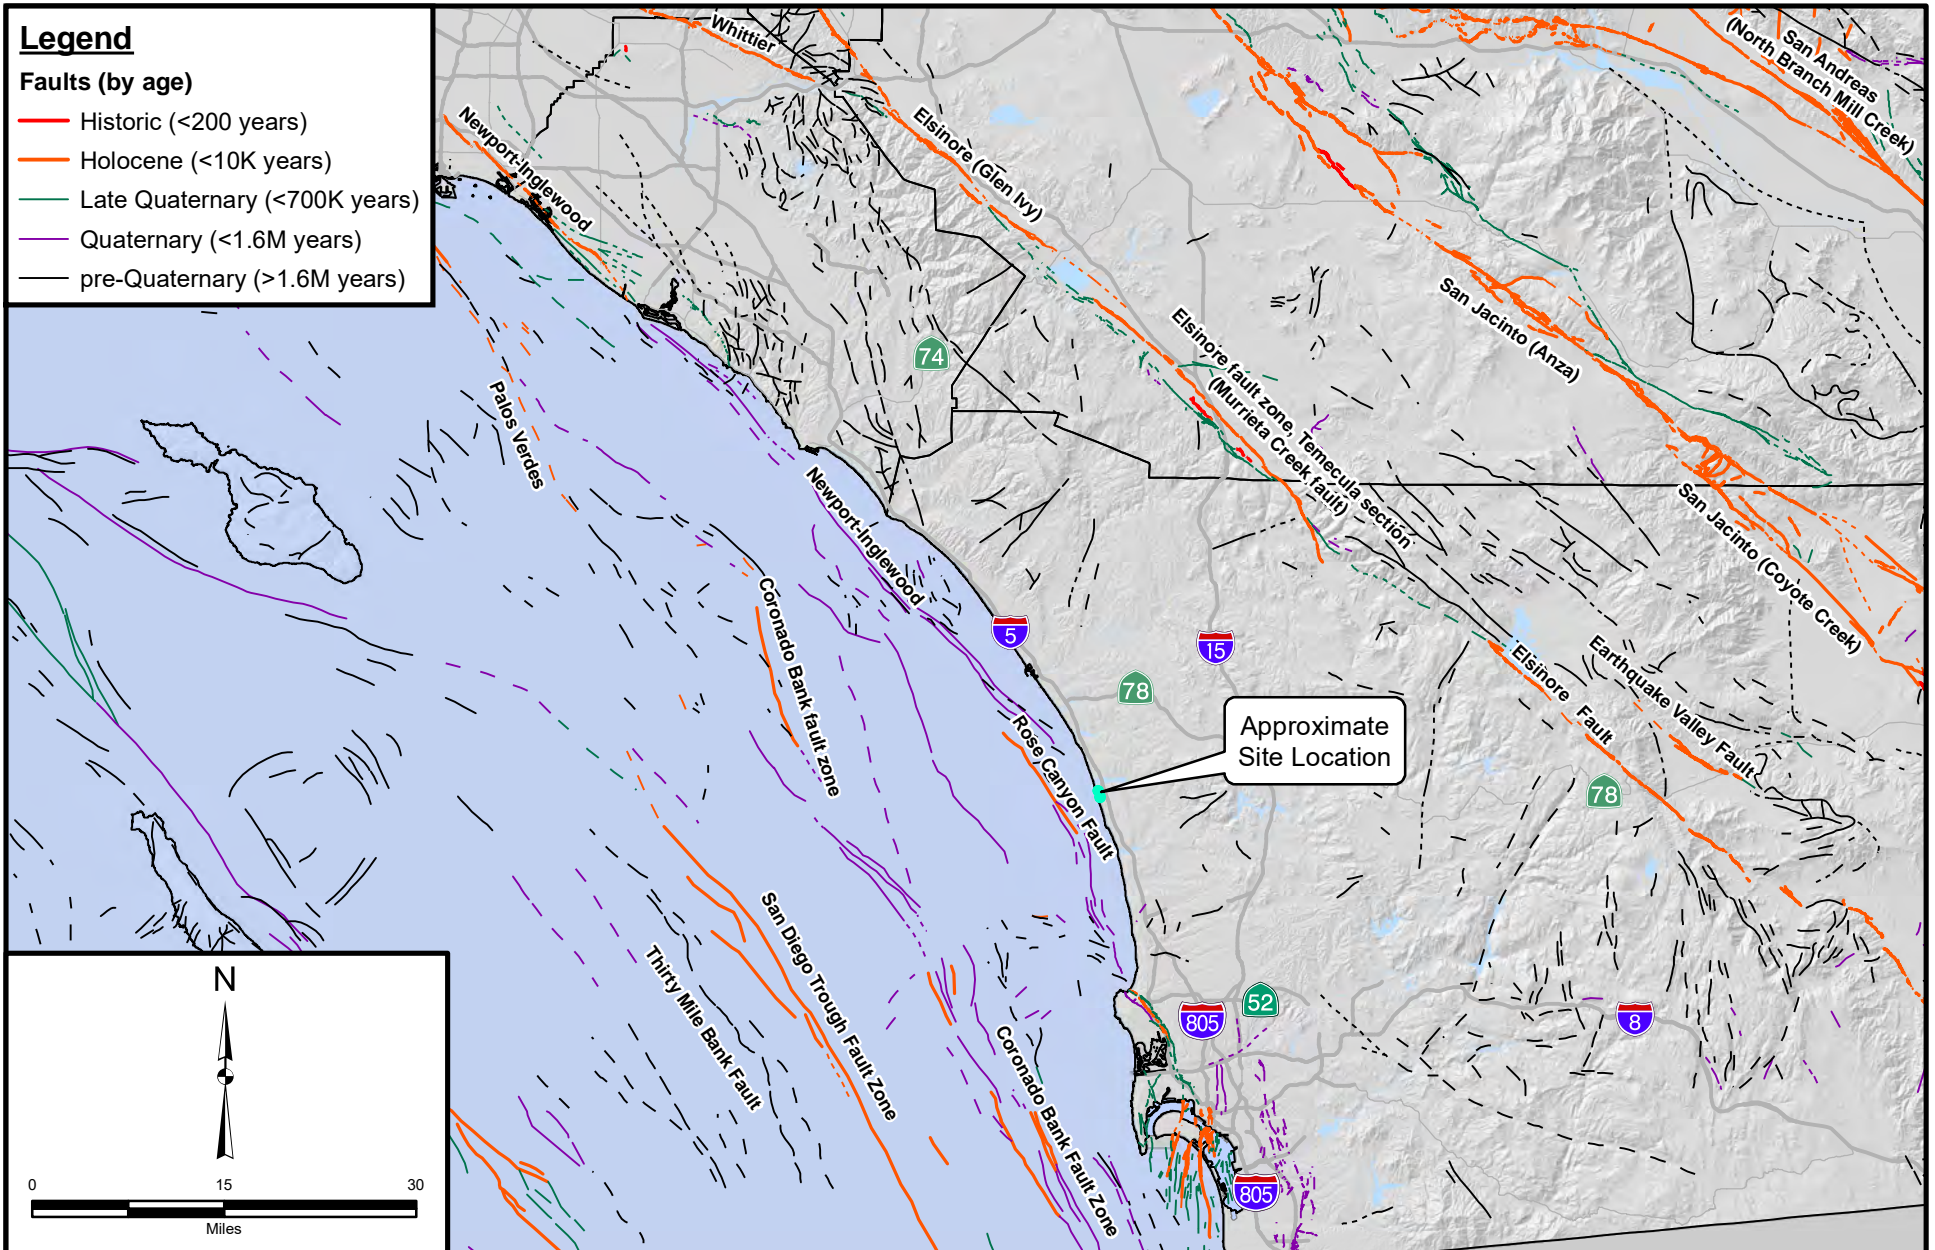 Legend
Faults (by age)
Historic (<200 years)
Holocene (<10K years)
Late Quaternary (<700K years)
Quaternary (<1.6M years)
pre-Quaternary (>1.6M years)
Whittier
San Andreas
(North Branch Mill Creek)
Newport-Inglewood
Elsinore (Glen Ivy)
74
Palos Verdes
San Jacinto (Anza)
Elsinore fault zone, Temecula section
(Murrieta Creek fault)
Newport-Inglewood
San Jacinto (Coyote Creek)
5
15
78
Coronado Bank fault zone
Rose Canyon Fault
Approximate
Site Location
Elsinore Fault
Earthquake Valley Fault
78
San Diego Trough Fault Zone
Thirty Mile Bank Fault
Coronado Bank Fault Zone
805
52
8
805
N
0 15 30
Miles